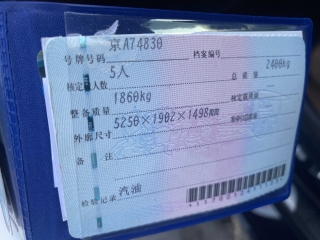 号牌号码 京A74830 档案编号
核定载人数 5人 总质量 2400kg
整备质量 1860kg 核定载质量
外廓尺寸 5250×1902×1498
备注
检验记录 汽油